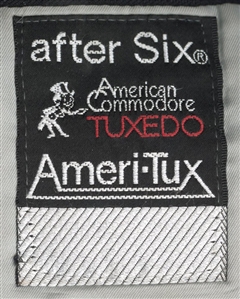 after Six®
American
Commodore
TUXEDO
Ameri·Tux